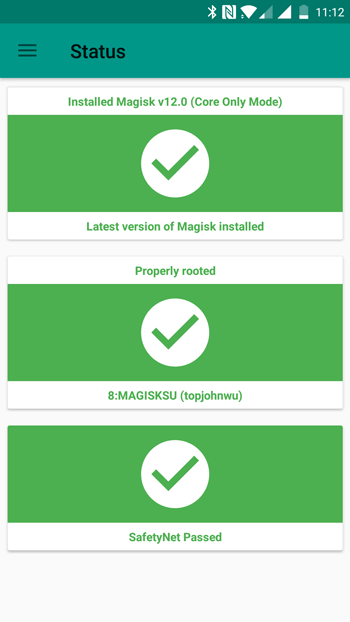 11:12
Status
Installed Magisk v12.0 (Core Only Mode)
Latest version of Magisk installed
Properly rooted
8:MAGISKSU (topjohnwu)
SafetyNet Passed